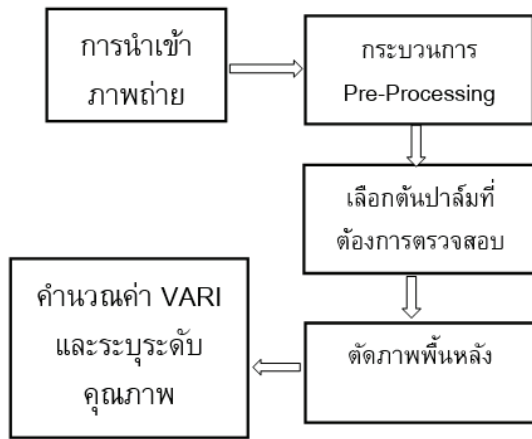 การนำเข้า
ภาพถ่าย
กระบวนการ
Pre-Processing
เลือกต้นปาล์มที่
ต้องการตรวจสอบ
ตัดภาพพื้นหลัง
คำนวณค่า VARI
และระบุระดับ
คุณภาพ